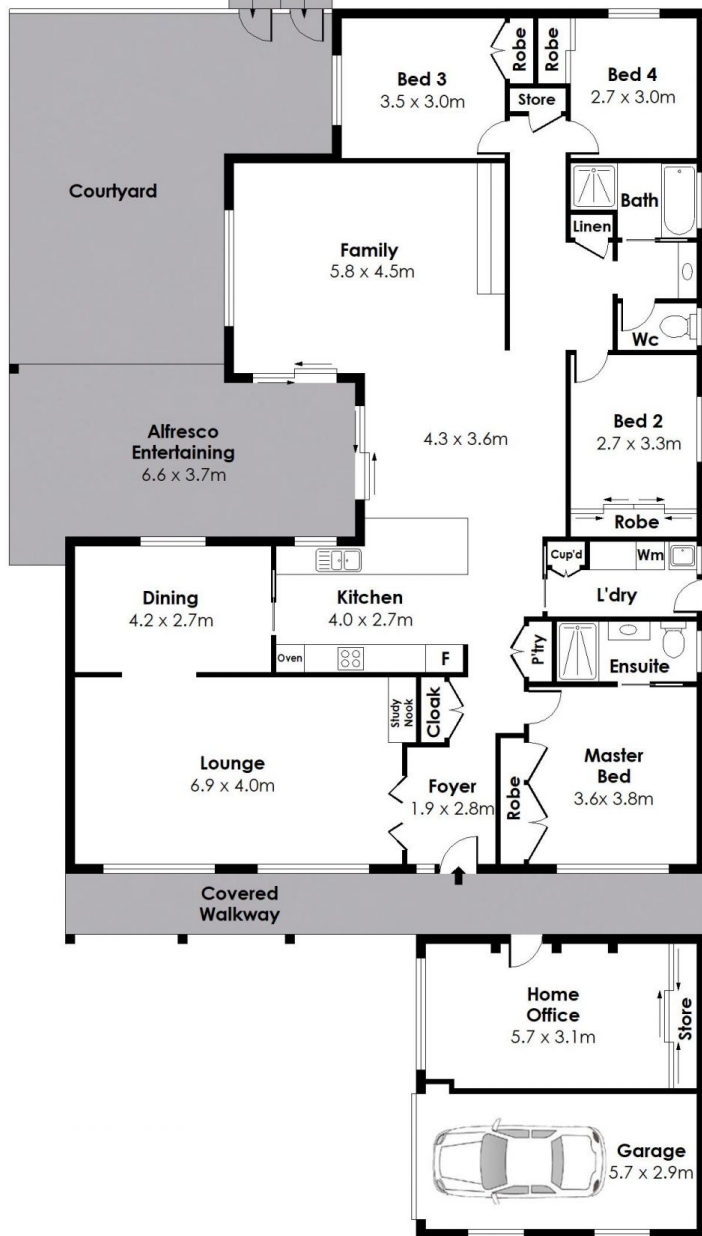 Bed 3
3.5 x 3.0m
Robe
Robe
Bed 4
2.7 x 3.0m
Store
Courtyard
Bath
Linen
Family
5.8 x 4.5m
Wc
Alfresco
Entertaining
6.6 x 3.7m
4.3 x 3.6m
Bed 2
2.7 x 3.3m
Robe
Cup'd
Wm
L'dry
Dining
4.2 x 2.7m
Kitchen
4.0 x 2.7m
Oven
F
P'try
Ensuite
Study
Nook
Cloak
Lounge
6.9 x 4.0m
Foyer
1.9 x 2.8m
Robe
Master
Bed
3.6x 3.8m
Covered
Walkway
Home
Office
5.7 x 3.1m
Store
Garage
5.7 x 2.9m